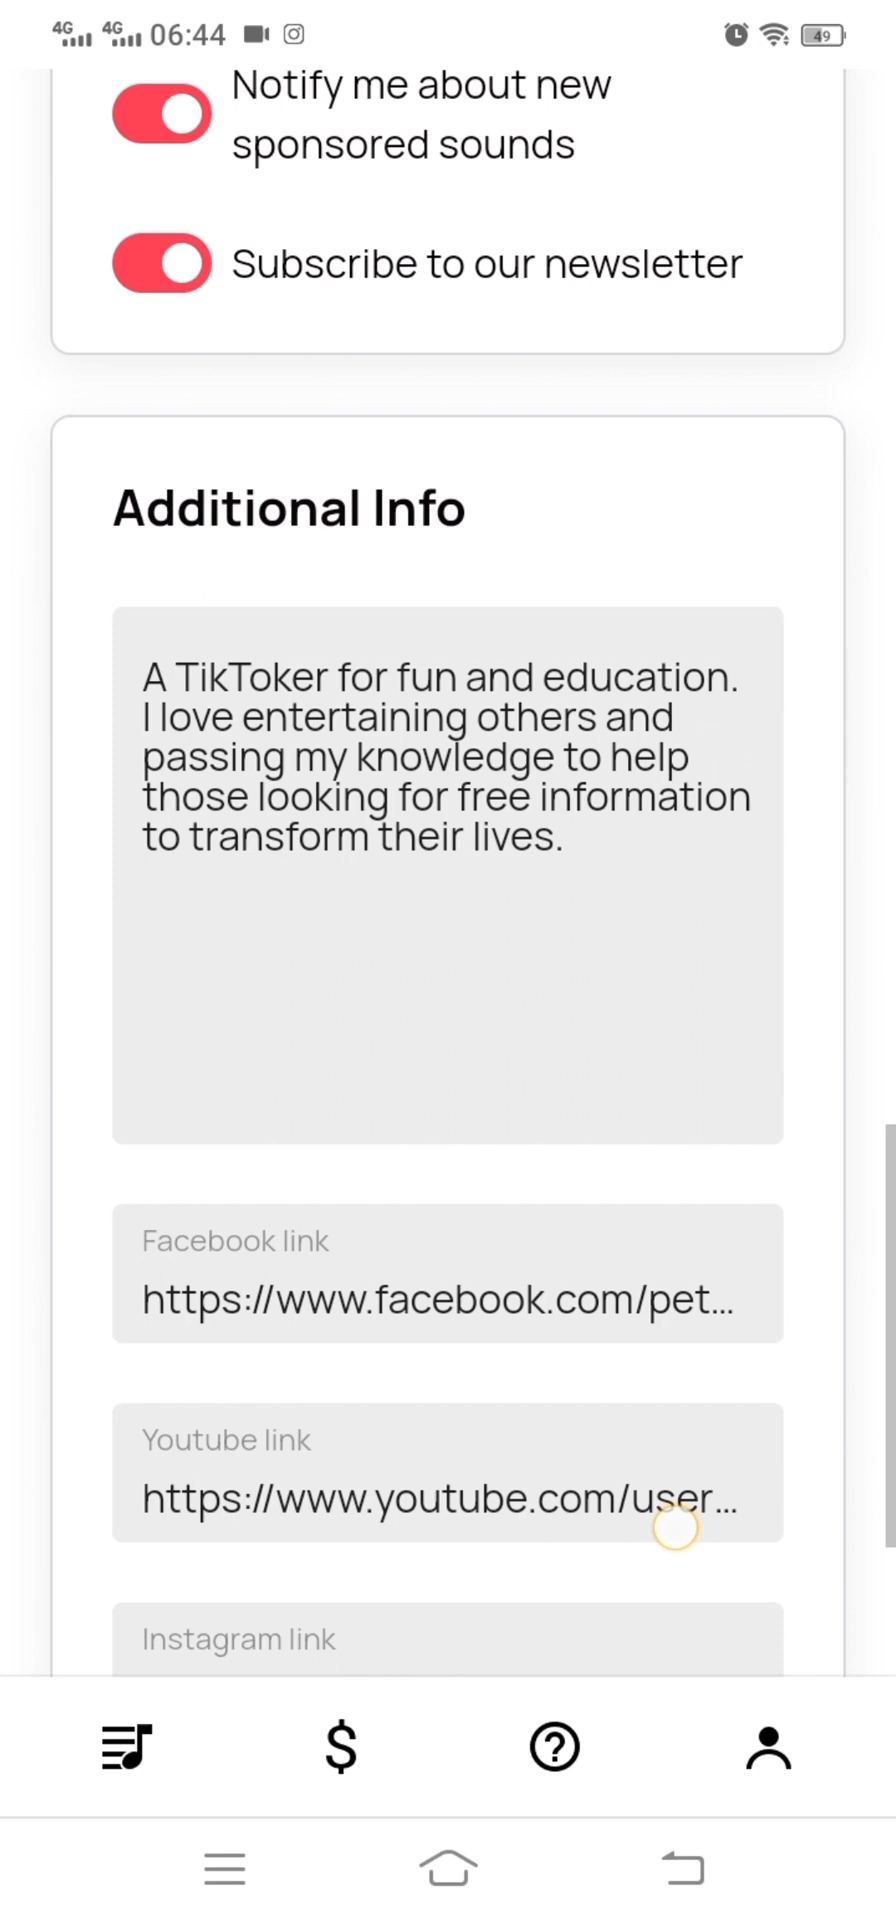 4G 4G 06:44 49
Notify me about new
sponsored sounds
Subscribe to our newsletter
Additional Info
A TikToker for fun and education.
I love entertaining others and
passing my knowledge to help
those looking for free information
to transform their lives.
Facebook link
https://www.facebook.com/pet...
Youtube link
https://www.youtube.com/user...
Instagram link